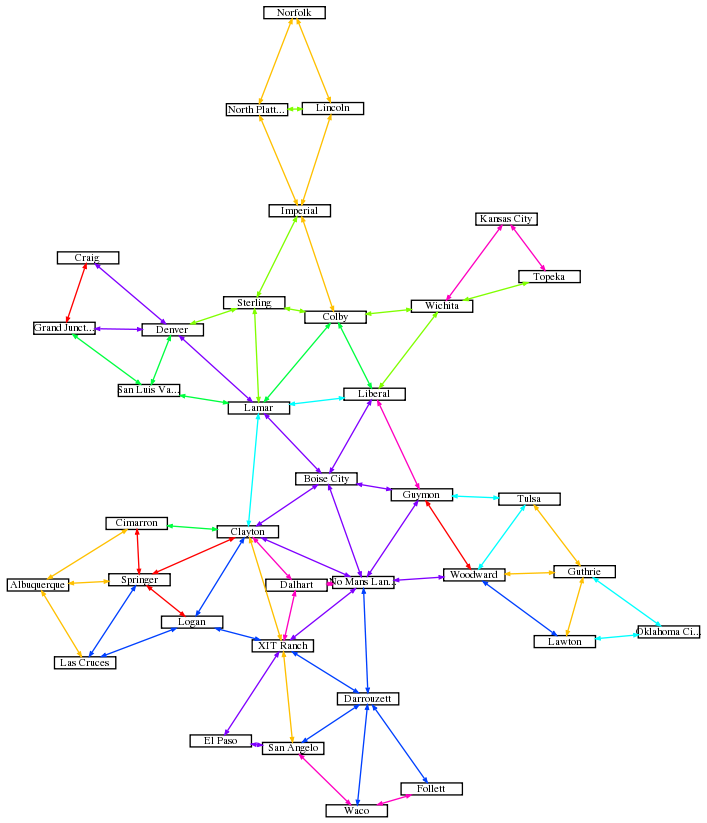 Norfolk
North Platt...
Lincoln
Imperial
Kansas City
Craig
Topeka
Sterling
Wichita
Colby
Grand Junct...
Denver
San Luis Va...
Liberal
Lamar
Boise City
Guymon
Tulsa
Cimarron
Clayton
Guthrie
Woodward
Springer
No Mans Lan...
Albuquerque
Dalhart
Logan
Oklahoma Ci...
Lawton
XIT Ranch
Las Cruces
Darrouzett
El Paso
San Angelo
Follett
Waco